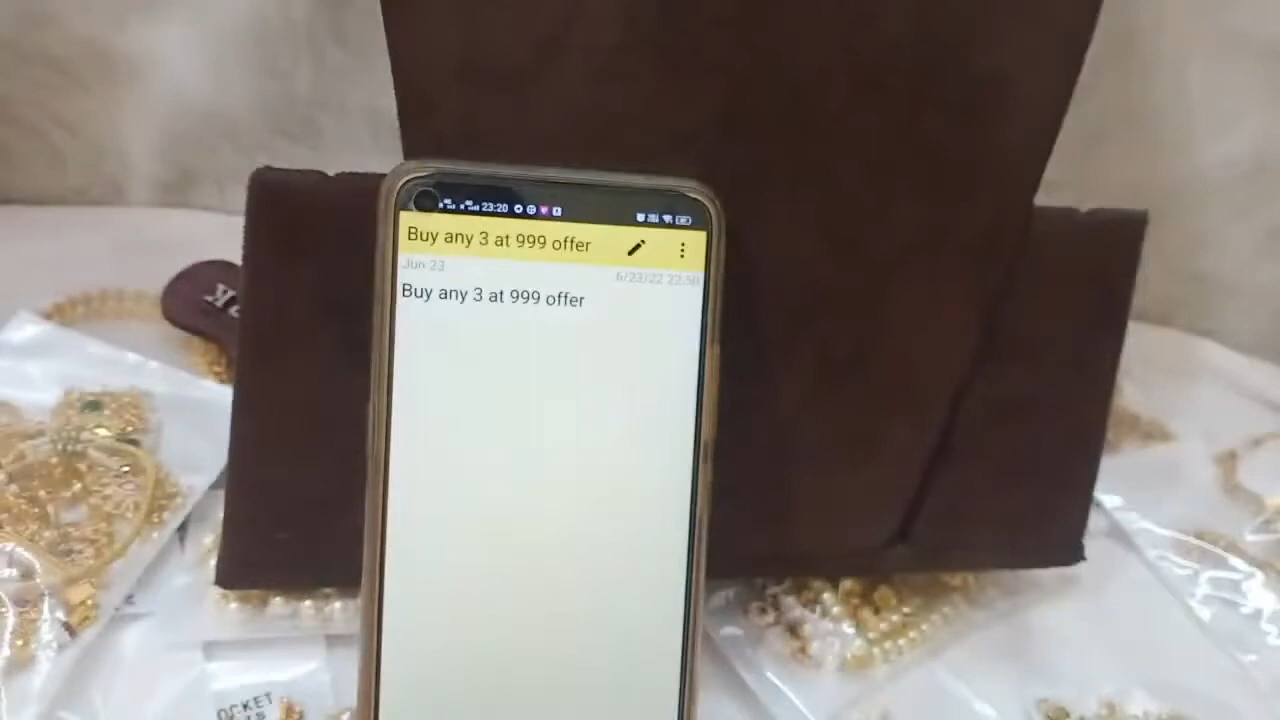 23:20
Buy any 3 at 999 offer
Jun 23
6/23/22 22:50
Buy any 3 at 999 offer
OCKET